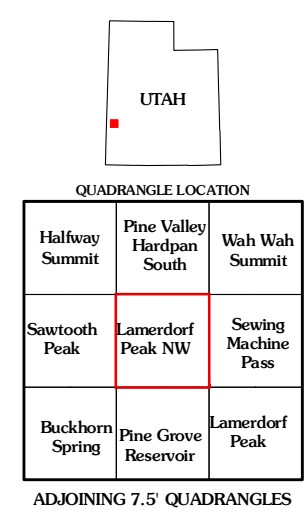 UTAH
QUADRANGLE LOCATION
Halfway
Summit
Pine Valley
Hardpan
South
Wah Wah
Summit
Sawtooth
Peak
Lamerdorf
Peak NW
Sewing
Machine
Pass
Buckhorn
Spring
Pine Grove
Reservoir
Lamerdorf
Peak
ADJOINING 7.5' QUADRANGLES